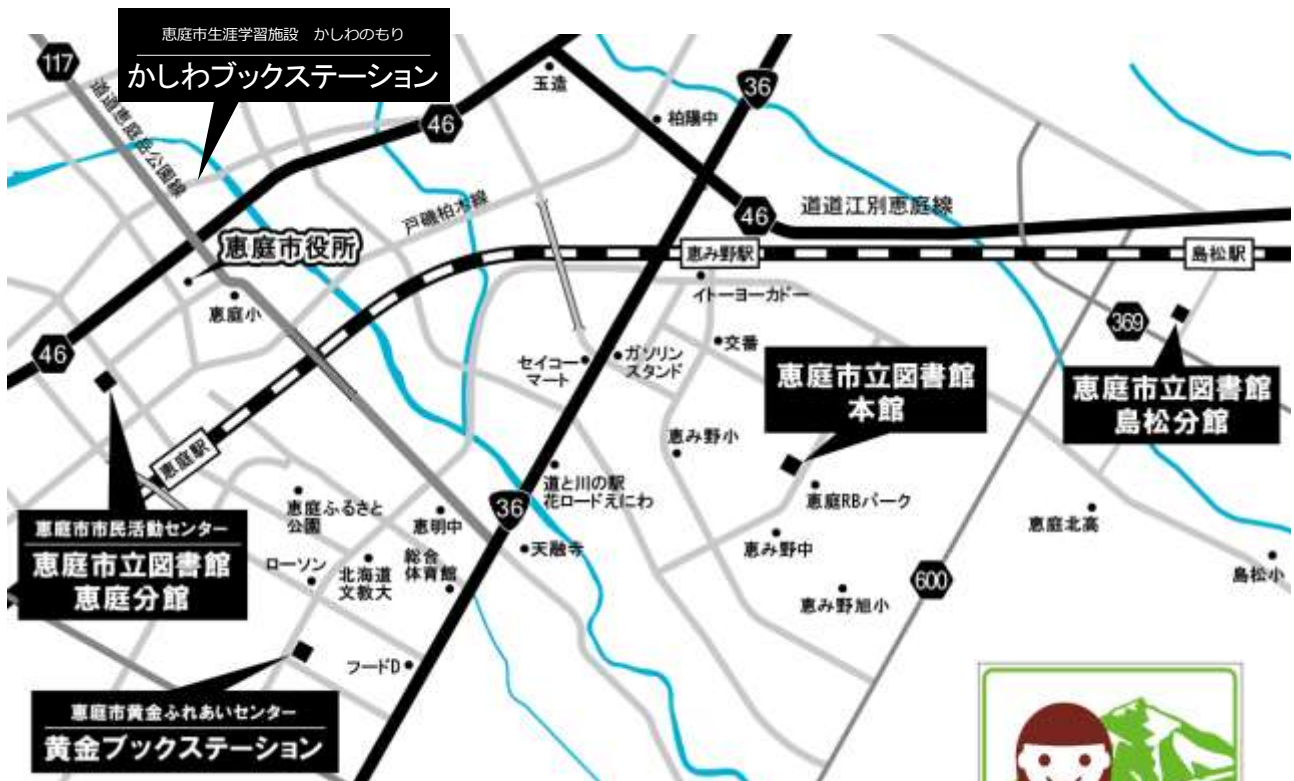 恵庭市生涯学習施設 かしわのもり
かしわブックステーション
117
道道恵庭岳公園線
46
玉造
36
柏陽中
戸磯柏木線
46
道道江別恵庭線
恵庭市役所
恵み野駅
島松駅
イトーヨーカドー
恵庭小
369
46
交番
セイコー
マート
ガソリン
スタンド
恵庭市立図書館
本館
恵庭市立図書館
島松分館
恵み野小
恵庭駅
道と川の駅
花ロードえにわ
恵庭RBパーク
恵庭ふるさと
公園
恵明中
36
恵庭北高
恵庭市市民活動センター
恵庭市立図書館
恵庭分館
ローソン
北海道
文教大
総合
体育館
天融寺
恵み野中
600
島松小
恵み野旭小
フードD
恵庭市黄金ふれあいセンター
黄金ブックステーション